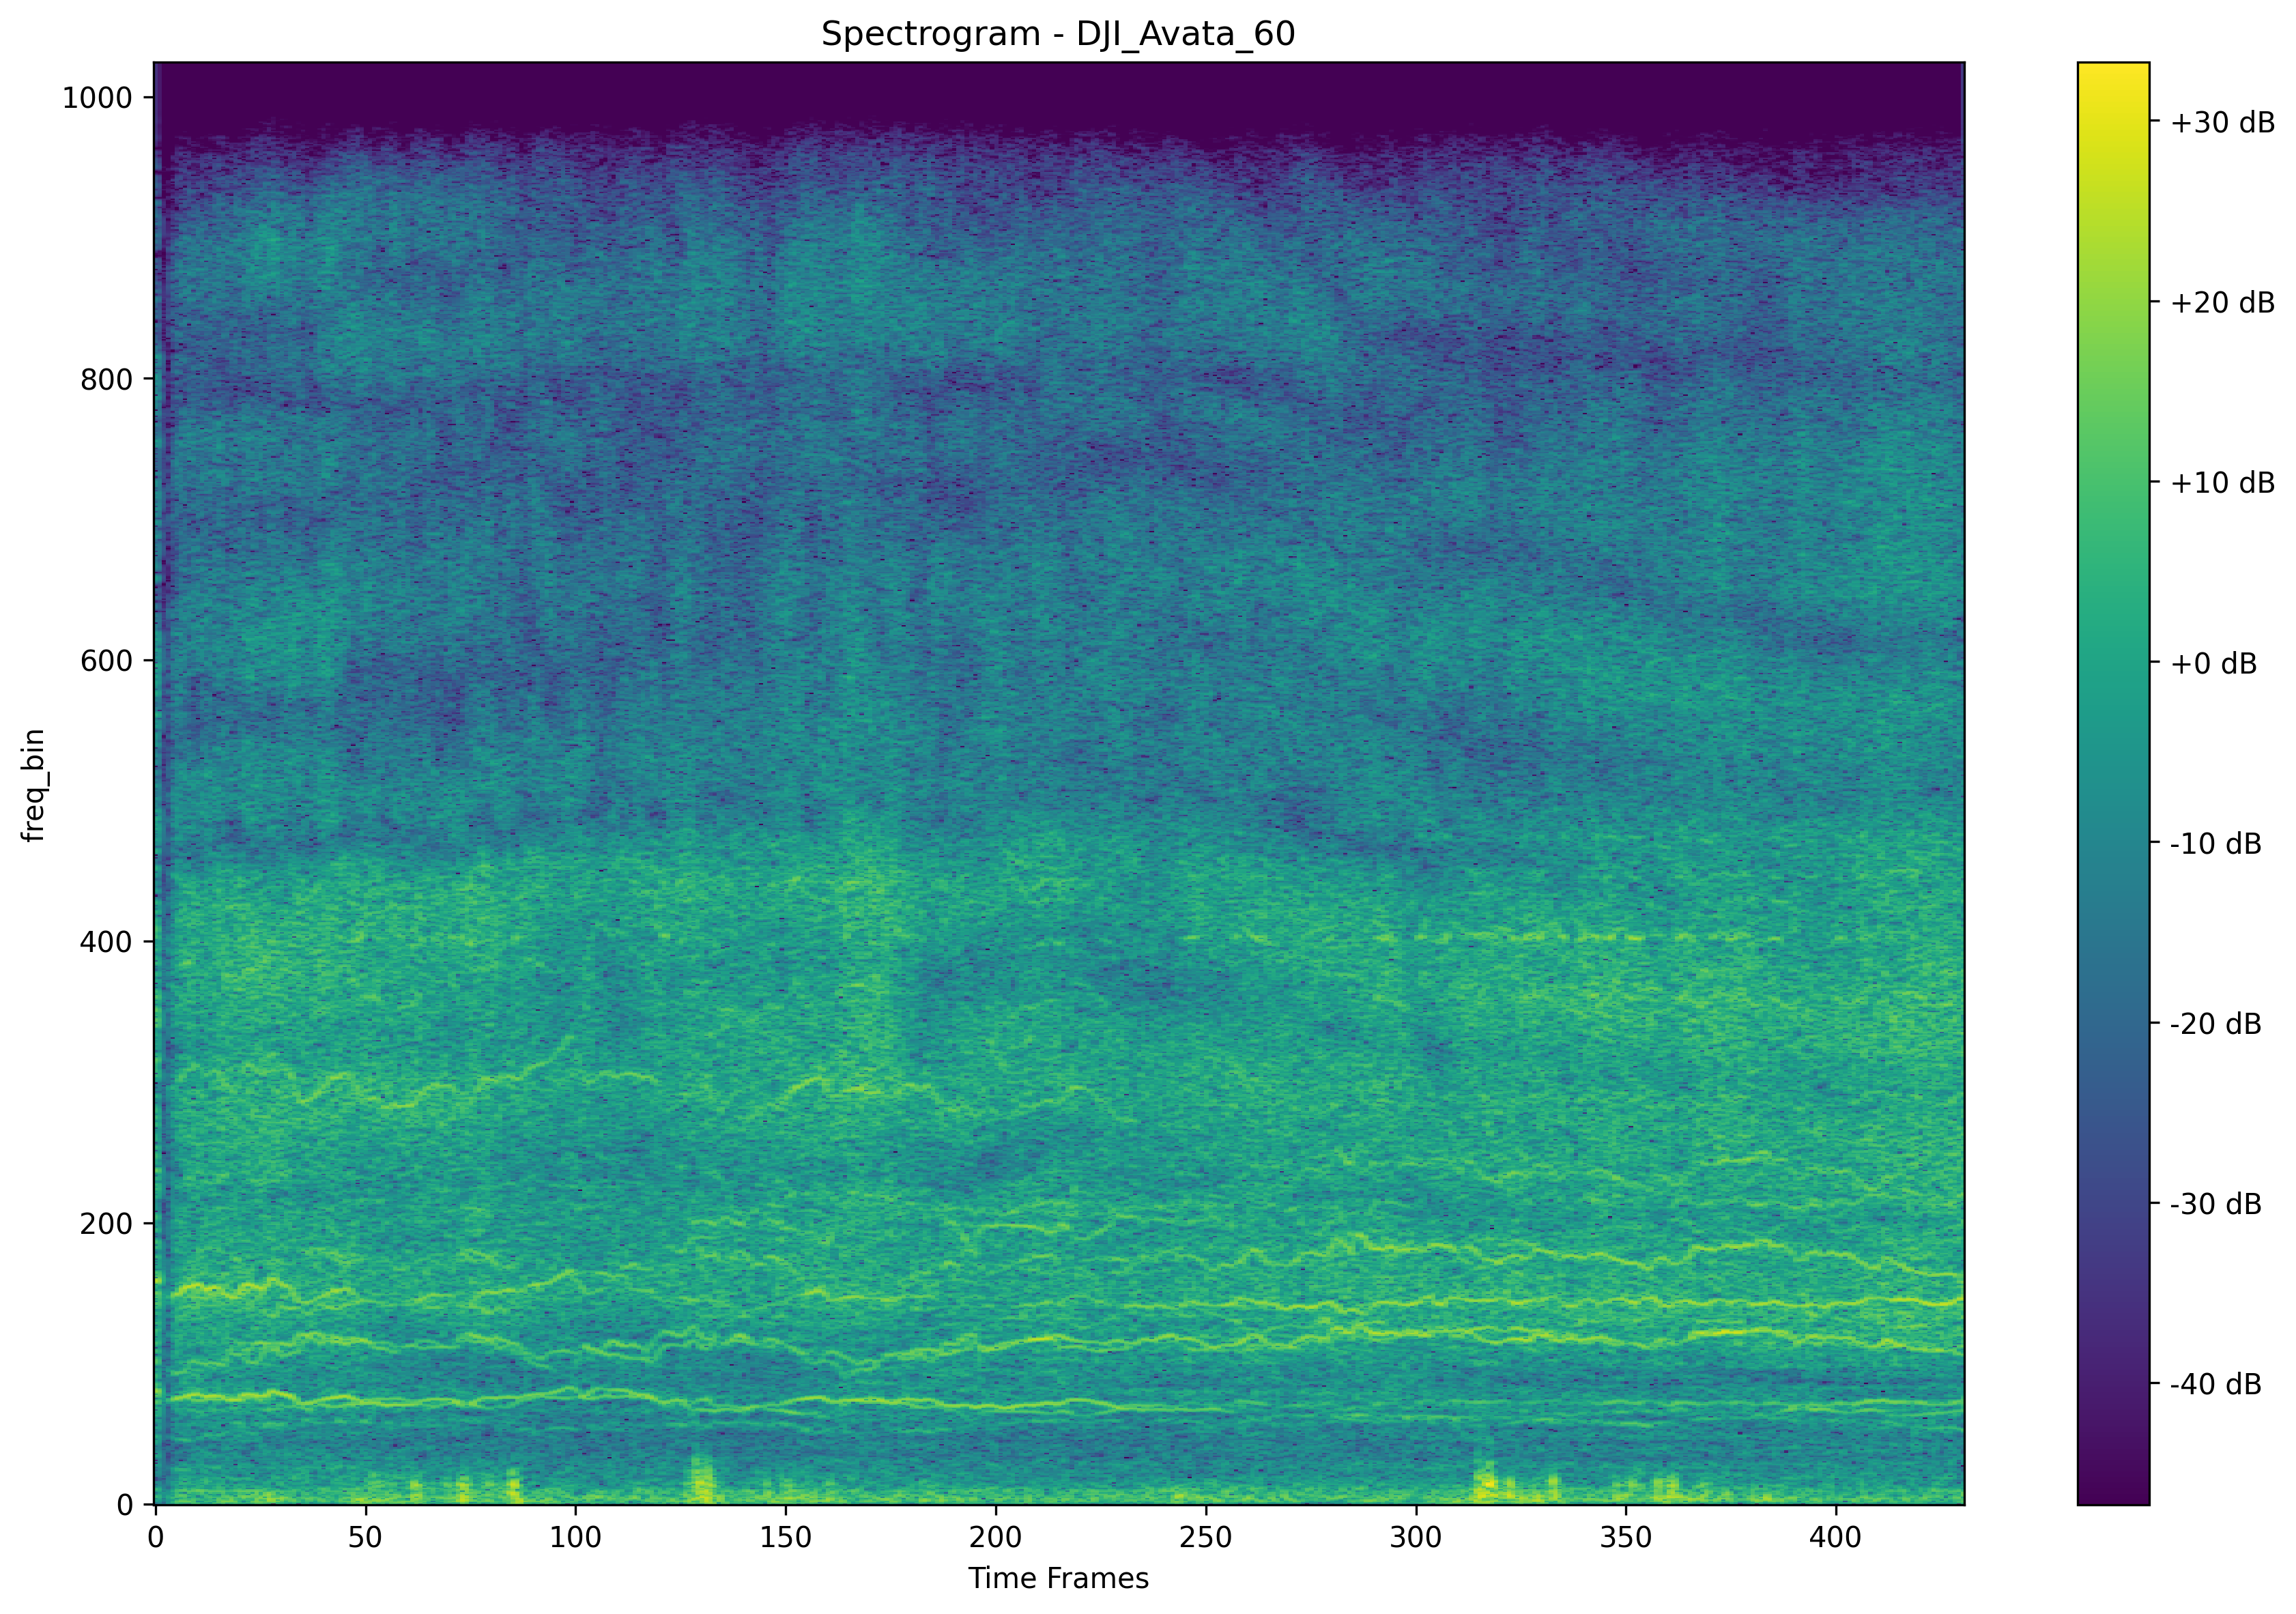 Spectrogram - DJI_Avata_60
1000
800
600
400
200
0
freq_bin
0 50 100 150 200 250 300 350 400
Time Frames
+30 dB
+20 dB
+10 dB
+0 dB
-10 dB
-20 dB
-30 dB
-40 dB